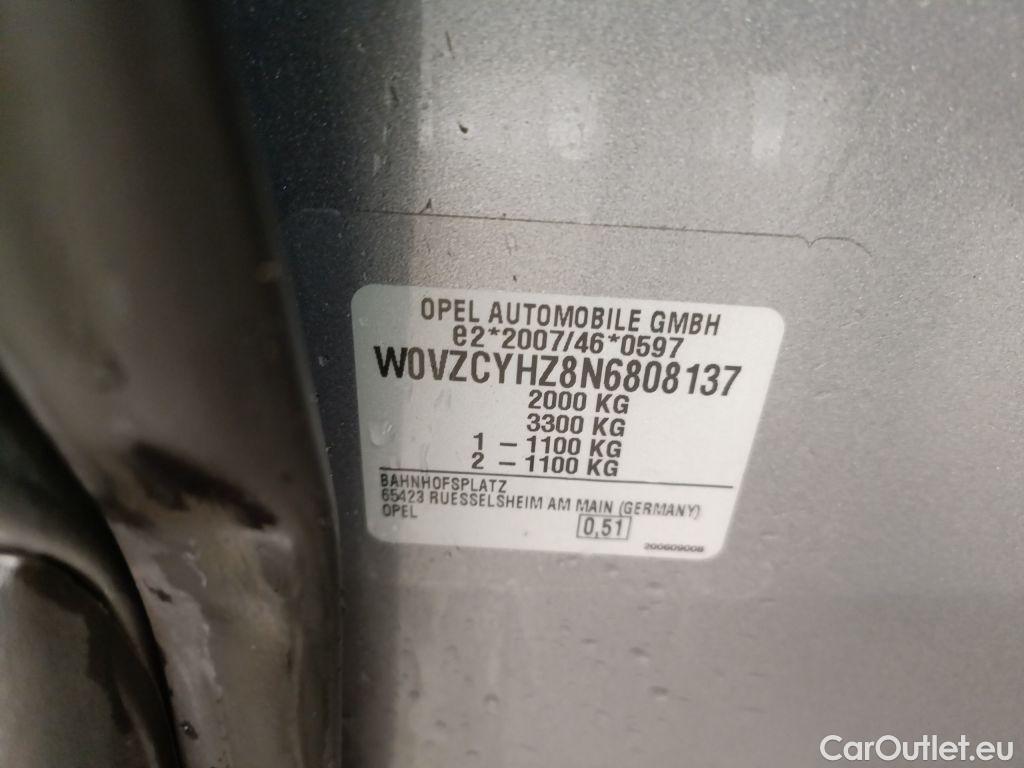 OPEL AUTOMOBILE GMBH
e2*2007/46*0597
W0VZCYHZ8N6808137
2000 KG
3300 KG
1 – 1100 KG
2 – 1100 KG
BAHNHOFSPLATZ
65423 RUESSELSHEIM AM MAIN (GERMANY)
OPEL 0,51
200609008
CarOutlet.eu